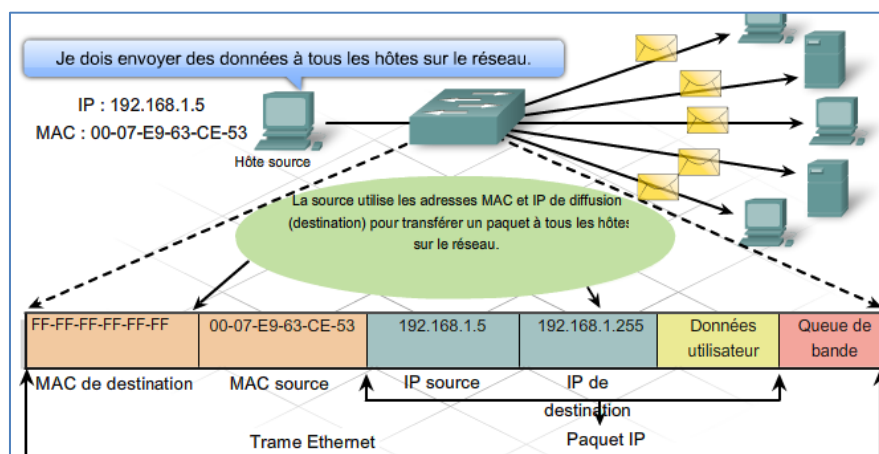 Je dois envoyer des données à tous les hôtes sur le réseau.
IP : 192.168.1.5
MAC : 00-07-E9-63-CE-53
Hôte source
La source utilise les adresses MAC et IP de diffusion
(destination) pour transférer un paquet à tous les hôtes
sur le réseau.
FF-FF-FF-FF-FF-FF 00-07-E9-63-CE-53 192.168.1.5 192.168.1.255 Données
utilisateur Queue de
bande
MAC de destination MAC source IP source IP de
destination
Trame Ethernet Paquet IP